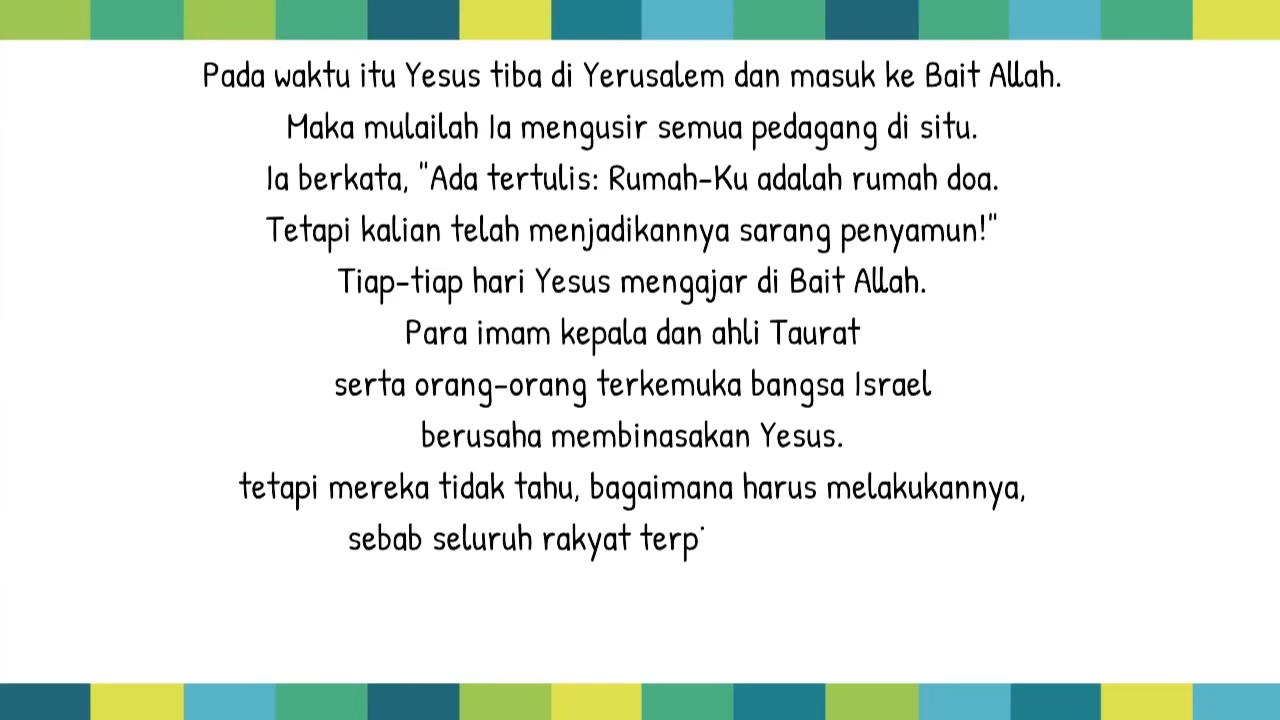 Pada waktu itu Yesus tiba di Yerusalem dan masuk ke Bait Allah.
Maka mulailah Ia mengusir semua pedagang di situ.
Ia berkata, "Ada tertulis: Rumah-Ku adalah rumah doa.
Tetapi kalian telah menjadikannya sarang penyamun!"
Tiap-tiap hari Yesus mengajar di Bait Allah.
Para imam kepala dan ahli Taurat
serta orang-orang terkemuka bangsa Israel
berusaha membinasakan Yesus.
tetapi mereka tidak tahu, bagaimana harus melakukannya,
sebab seluruh rakyat terp